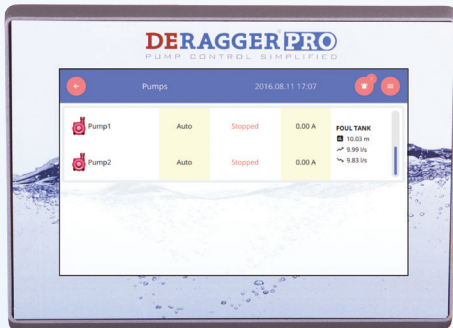 DERAGGER PRO
PUMP CONTROL SIMPLIFIED
Pumps 2016.08.11 17:07
Pump1 Auto Stopped 0.00 A
FOUL TANK
10.03 m
9.99 l/s
9.83 l/s
Pump2 Auto Stopped 0.00 A